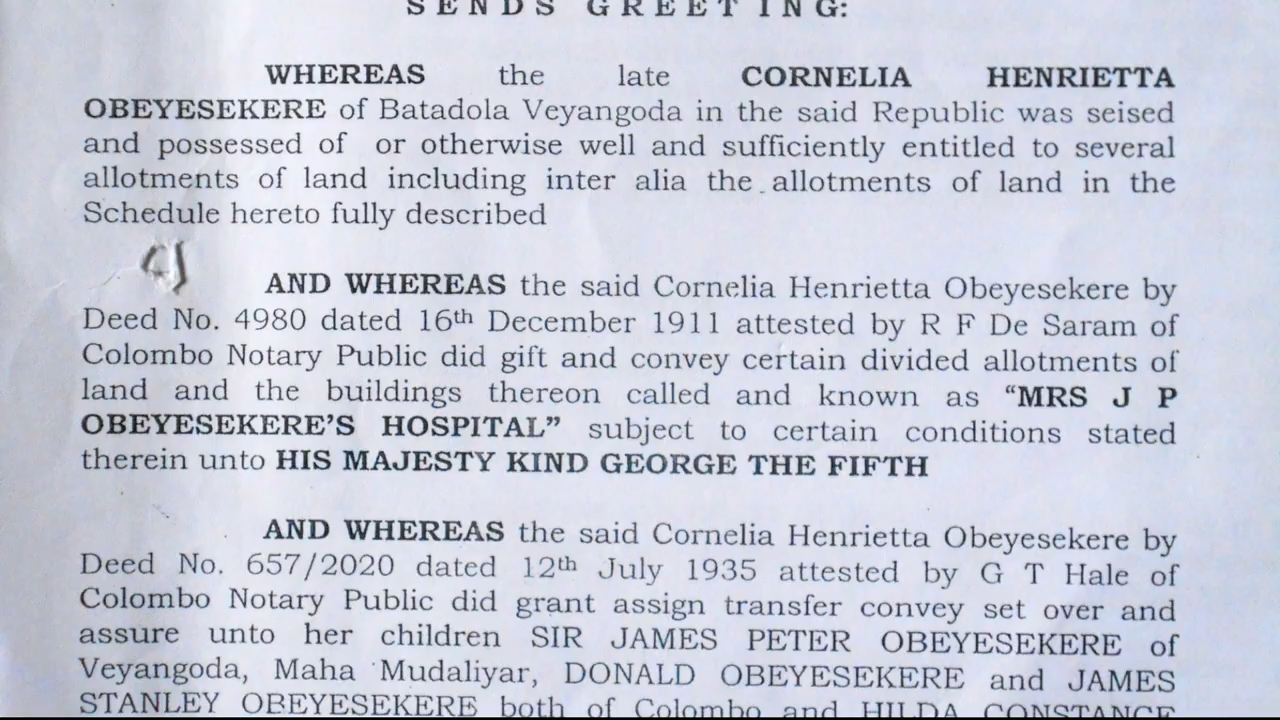 SENDS GREETING:
WHEREAS the late CORNELIA HENRIETTA
OBEYESEKERE of Batadola Veyangoda in the said Republic was seised
and possessed of or otherwise well and sufficiently entitled to several
allotments of land including inter alia the allotments of land in the
Schedule hereto fully described
AND WHEREAS the said Cornelia Henrietta Obeyesekere by
Deed No. 4980 dated 16th December 1911 attested by R F De Saram of
Colombo Notary Public did gift and convey certain divided allotments of
land and the buildings thereon called and known as “MRS J P
OBEYESEKERE’S HOSPITAL” subject to certain conditions stated
therein unto HIS MAJESTY KIND GEORGE THE FIFTH
AND WHEREAS the said Cornelia Henrietta Obeyesekere by
Deed No. 657/2020 dated 12th July 1935 attested by G T Hale of
Colombo Notary Public did grant assign transfer convey set over and
assure unto her children SIR JAMES PETER OBEYESEKERE of
Veyangoda, Maha Mudaliyar, DONALD OBEYESEKERE and JAMES
STANLEY OBEYESEKERE both of Colombo and HILDA CONSTANCE